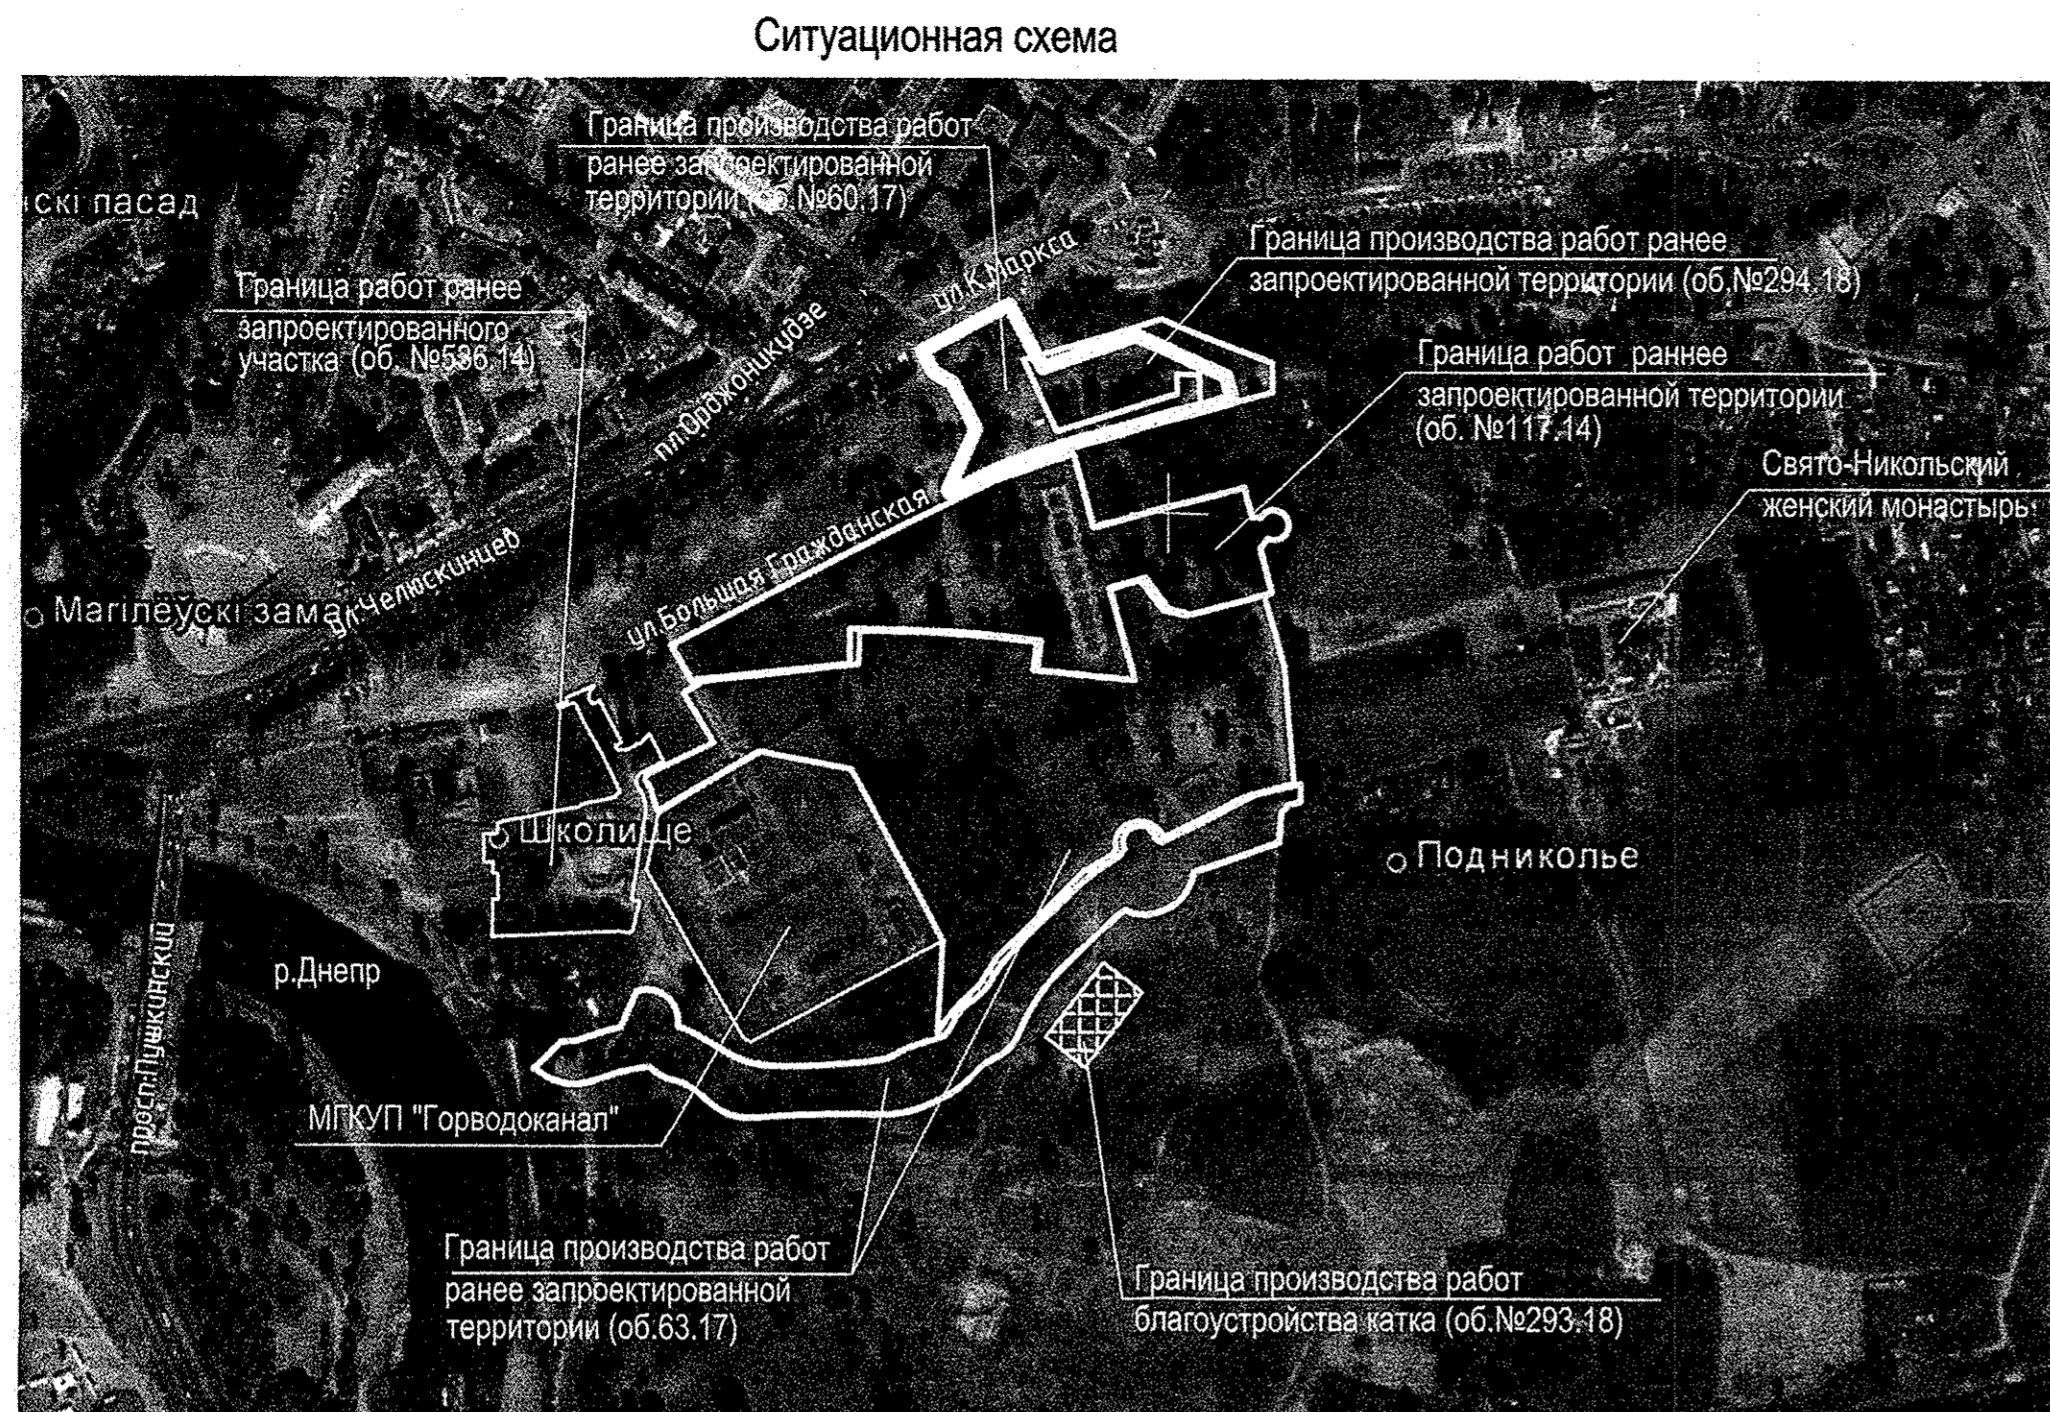 Ситуационная схема
Граница производства работ
ранее запроектированной
территории (об.№60.17)
скі пасад
ул.К.Маркса
Граница производства работ ранее
запроектированной территории (об.№294.18)
Граница работ ранее
запроектированного
участка (об. №536.14)
пл.Орджоникидзе
Граница работ раннее
запроектированной территории
(об. №117.14)
Свято-Никольский
женский монастырь
ул.Большая Гражданская
ул.Челюскинцев
Магілёўскі замак
Школище
Подниколье
р.Днепр
просп.Пушкинский
МГКУП "Горводоканал"
Граница производства работ
ранее запроектированной
территории (об.63.17)
Граница производства работ
благоустройства катка (об.№293.18)